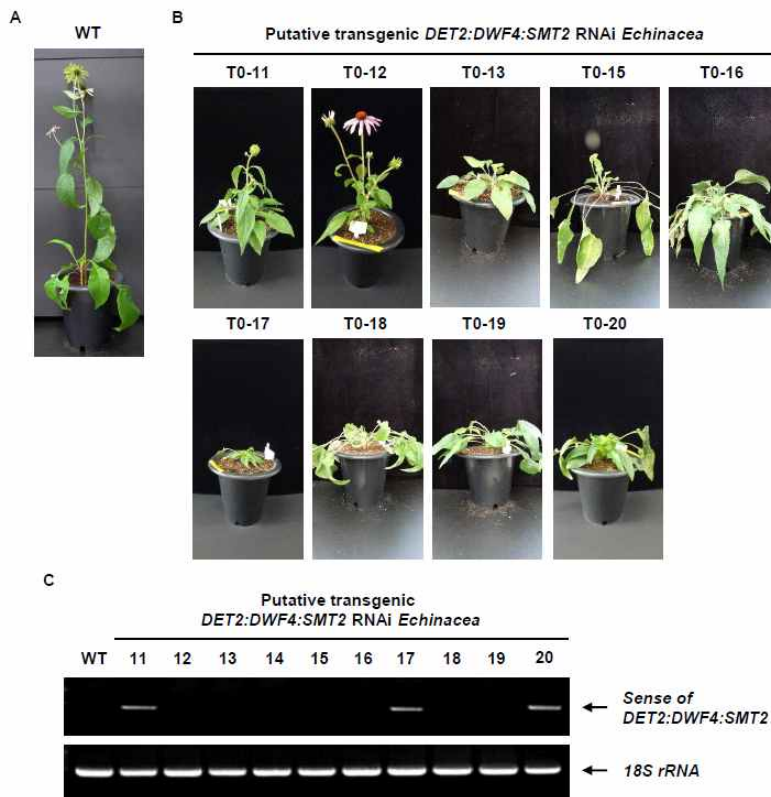 A
WT
B
Putative transgenic DET2:DWF4:SMT2 RNAi Echinacea
T0-11 T0-12 T0-13 T0-15 T0-16
T0-17 T0-18 T0-19 T0-20
C
Putative transgenic
DET2:DWF4:SMT2 RNAi Echinacea
WT 11 12 13 14 15 16 17 18 19 20
Sense of
DET2:DWF4:SMT2
18S rRNA